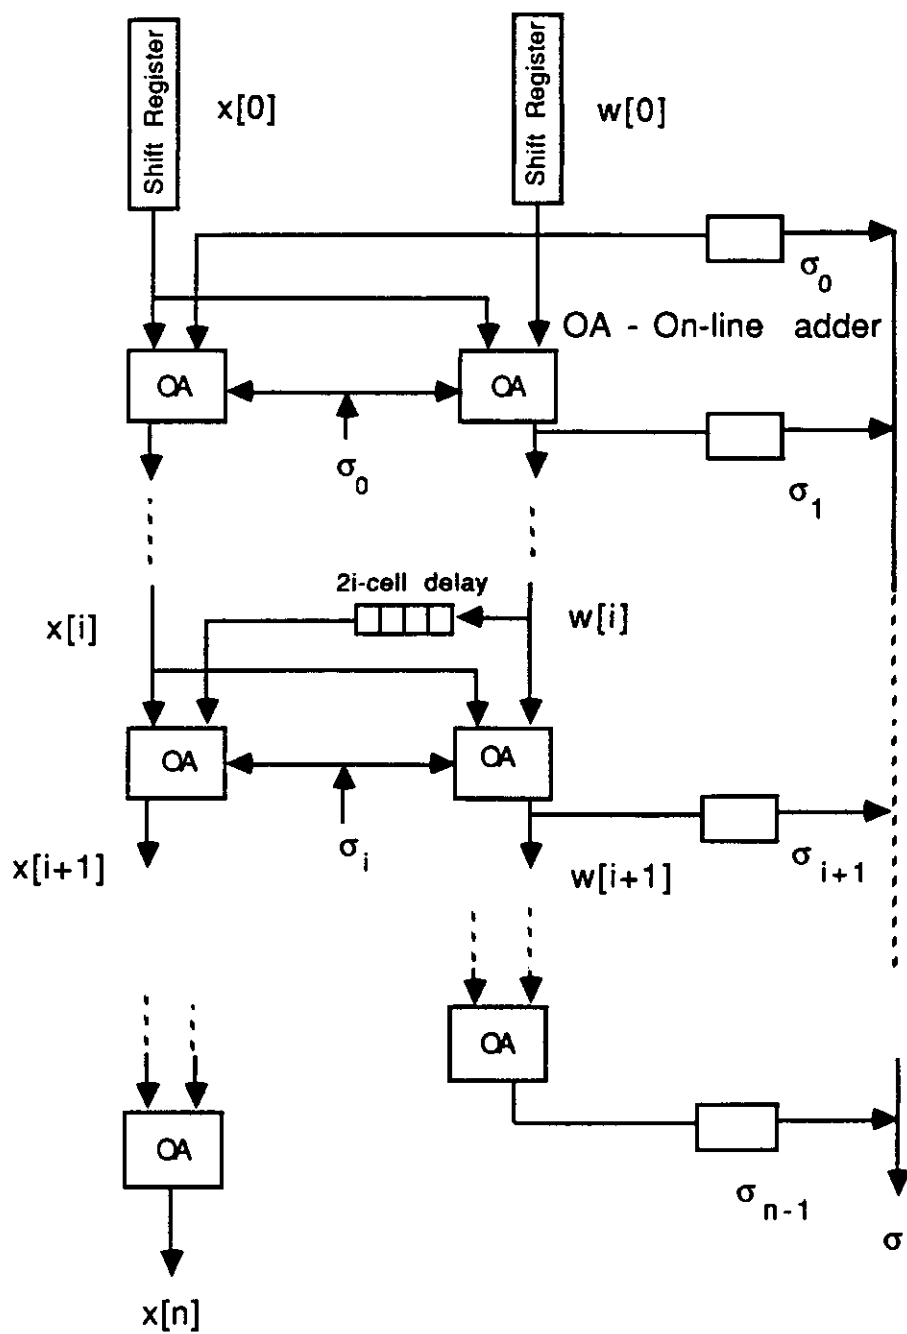 Shift Register
x[0]
Shift Register
w[0]
σ₀
OA - On-line adder
OA
OA
σ₀
σ₁
2i-cell delay
x[i]
w[i]
OA
OA
σᵢ
x[i+1]
w[i+1]
σᵢ₊₁
OA
OA
σₙ₋₁
σ
x[n]